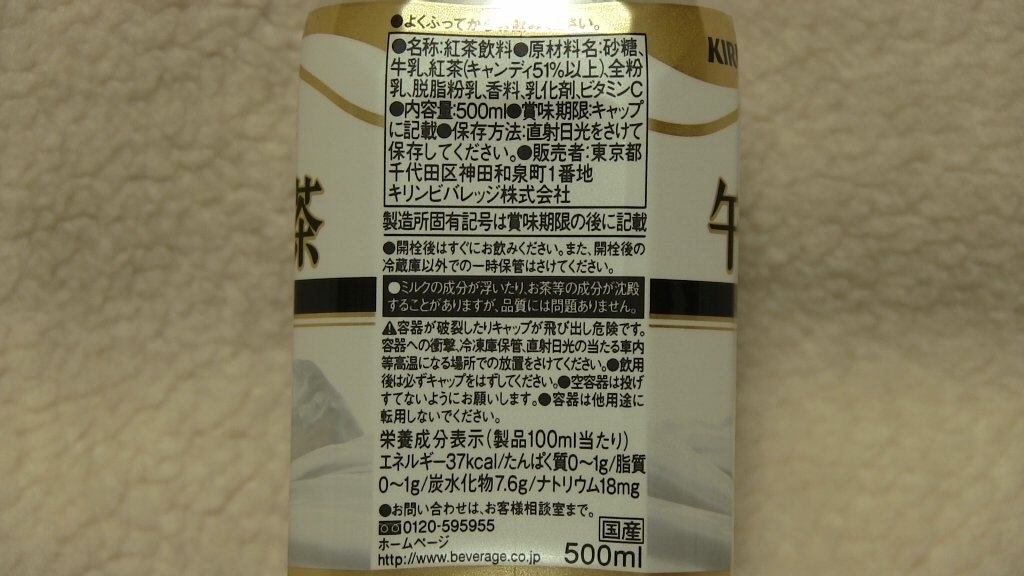 ●よくふってからお飲みください。
●名称:紅茶飲料●原材料名:砂糖、
牛乳、紅茶(キャンディ51%以上)、全粉
乳、脱脂粉乳、香料、乳化剤、ビタミンC
●内容量:500ml●賞味期限:キャップ
に記載●保存方法:直射日光をさけて
保存してください。●販売者:東京都
千代田区神田和泉町1番地
キリンビバレッジ株式会社
製造所固有記号は賞味期限の後に記載
●開栓後はすぐにお飲みください。また、開栓後の
冷蔵庫以外での一時保管はさけてください。
●ミルクの成分が浮いたり、お茶等の成分が沈殿
することがありますが、品質には問題ありません。
⚠容器が破裂したりキャップが飛び出し危険です。
容器への衝撃、冷凍庫保管、直射日光の当たる車内
等高温になる場所での放置をさけてください。●飲用
後は必ずキャップをはずしてください。●空容器は投げ
すてないようにお願いします。●容器は他用途に
転用しないでください。
栄養成分表示(製品100ml当たり)
エネルギー37kcal/たんぱく質0~1g/脂質
0~1g/炭水化物7.6g/ナトリウム18mg
●お問い合わせは、お客様相談室まで。
0120-595955
ホームページ
http://www.beverage.co.jp
国産
500ml
茶
KIRI
午